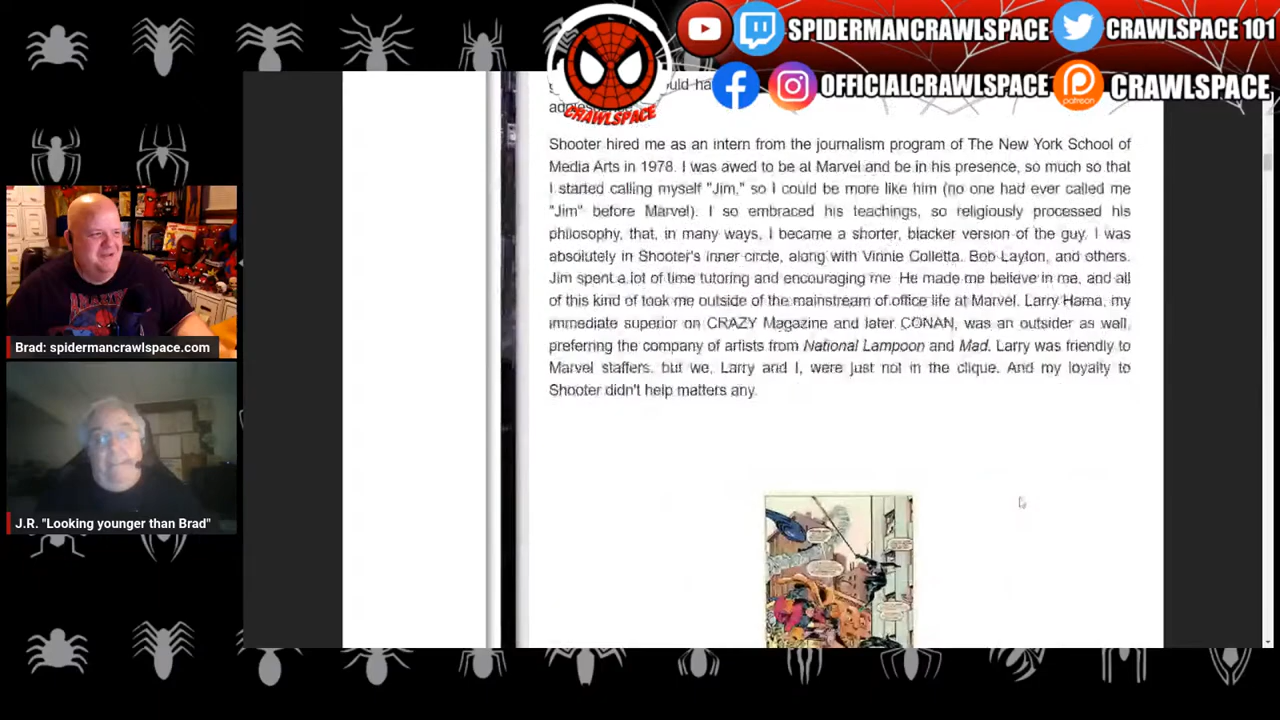 SPIDERMANCRAWLSPACE
CRAWLSPACE 101
OFFICIALCRAWLSPACE
CRAWLSPACE
patreon
CRAWLSPACE
Shooter hired me as an intern from the journalism program of The New York School of
Media Arts in 1978. I was awed to be at Marvel and be in his presence, so much so that
I started calling myself "Jim," so I could be more like him (no one had ever called me
"Jim" before Marvel). I so embraced his teachings, so religiously processed his
philosophy, that, in many ways, I became a shorter, blacker version of the guy. I was
absolutely in Shooter's inner circle, along with Vinnie Colletta, Bob Layton, and others.
Jim spent a lot of time tutoring and encouraging me. He made me believe in me, and all
of this kind of took me outside of the mainstream of office life at Marvel. Larry Hama, my
immediate superior on CRAZY Magazine and later CONAN, was an outsider as well,
preferring the company of artists from National Lampoon and Mad. Larry was friendly to
Marvel staffers, but we, Larry and I, were just not in the clique. And my loyalty to
Shooter didn't help matters any.
Brad: spidermancrawlspace.com
J.R. "Looking younger than Brad"